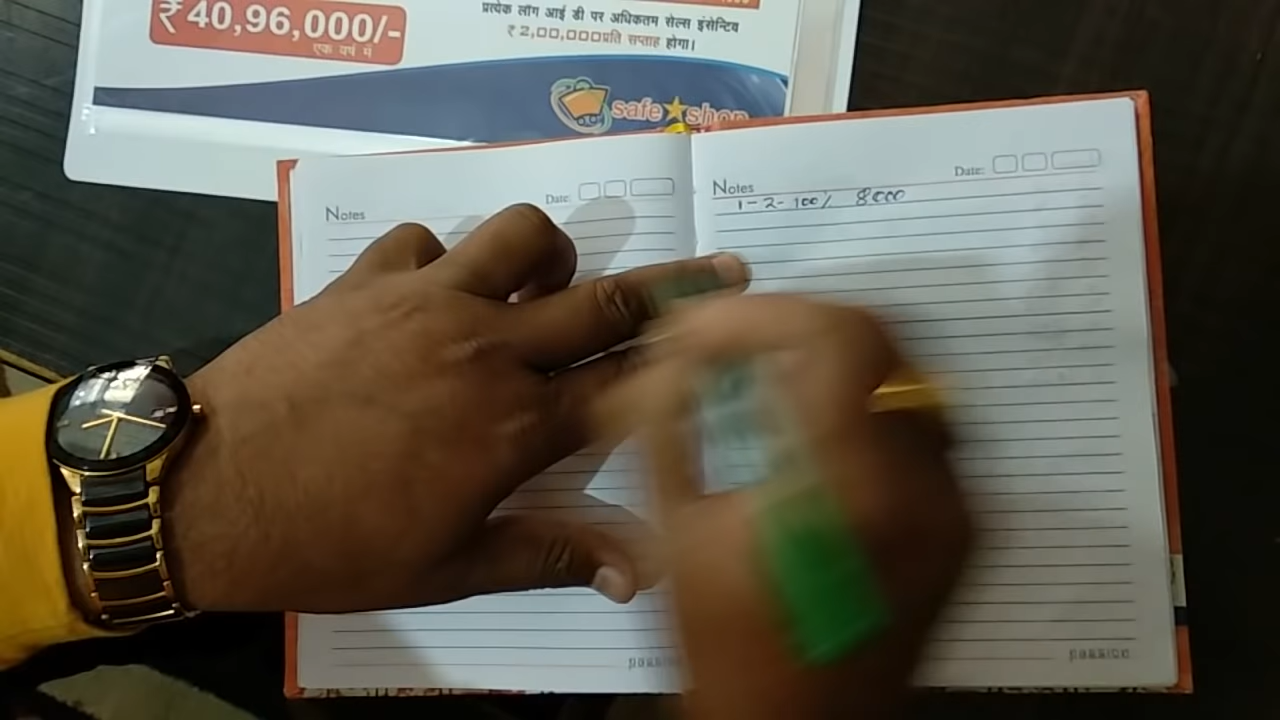 ₹40,96,000/-
एक वर्ष में
प्रत्येक लॉग आई डी पर अधिकतम सेल्स इंसेन्टिव
₹2,00,000प्रति सप्ताह होगा।
safe shop
Date:
Notes
Date:
Notes
1-2-100% 8000
passion